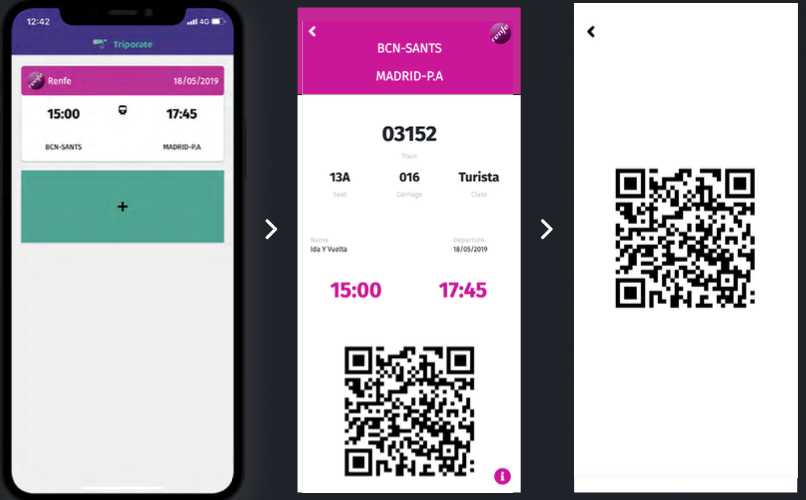 12:42
4G
Triporate
renfe
Renfe
18/05/2019
15:00
17:45
BCN-SANTS
MADRID-P.A
+
renfe
BCN-SANTS
MADRID-P.A
03152
Train
13A
016
Turista
Seat
Carriage
Class
Name
Departure
Ida Y Vuelta
18/05/2019
15:00
17:45
i